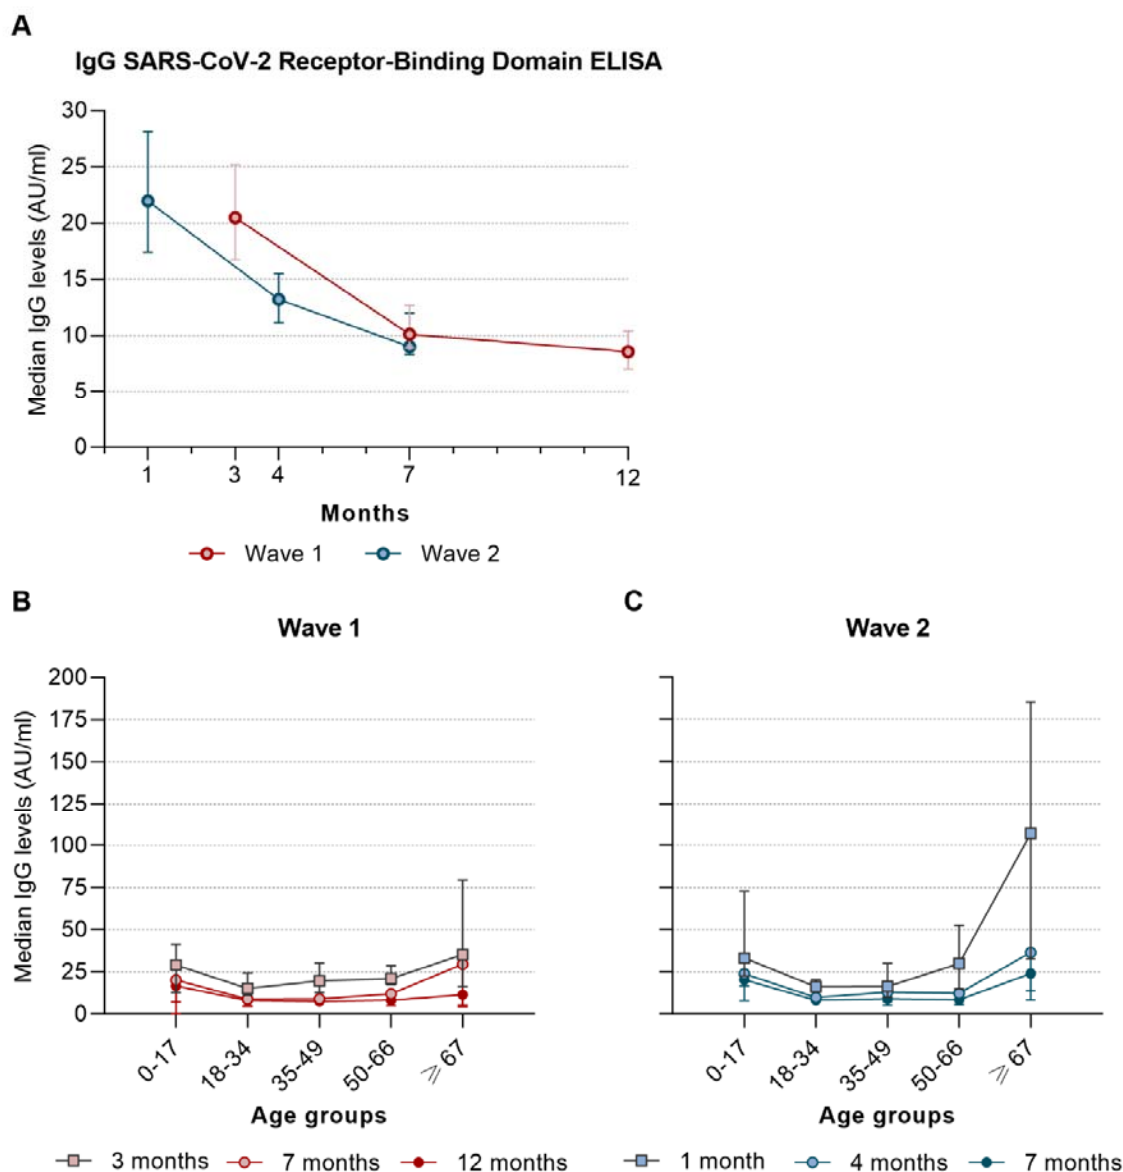 A
IgG SARS-CoV-2 Receptor-Binding Domain ELISA
Median IgG levels (AU/ml)
30
25
20
15
10
5
0
1 3 4 7 12
Months
Wave 1 Wave 2
B
Wave 1
Median IgG levels (AU/ml)
200
175
150
125
100
75
50
25
0
0-17 18-34 35-49 50-66 ⩾ 67
Age groups
3 months 7 months 12 months
C
Wave 2
0-17 18-34 35-49 50-66 ⩾ 67
Age groups
1 month 4 months 7 months